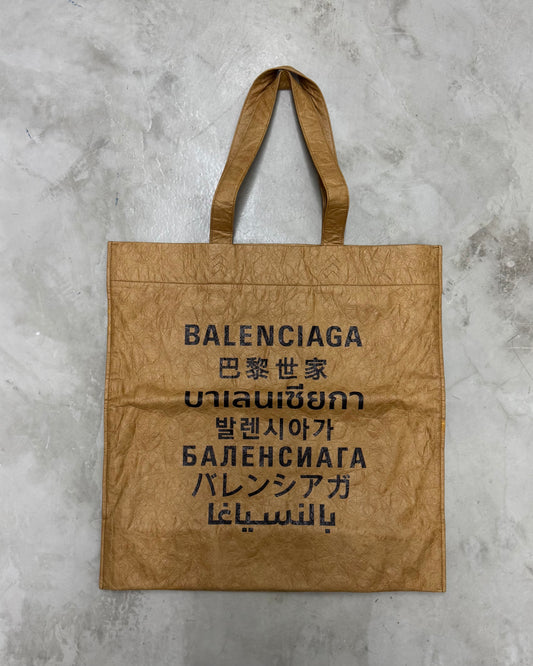 BALENCIAGA
巴黎世家
บาเลนเซียกา
발렌시아가
БАЛЕНСИАГА
バレンシアガ
بالنسياغا